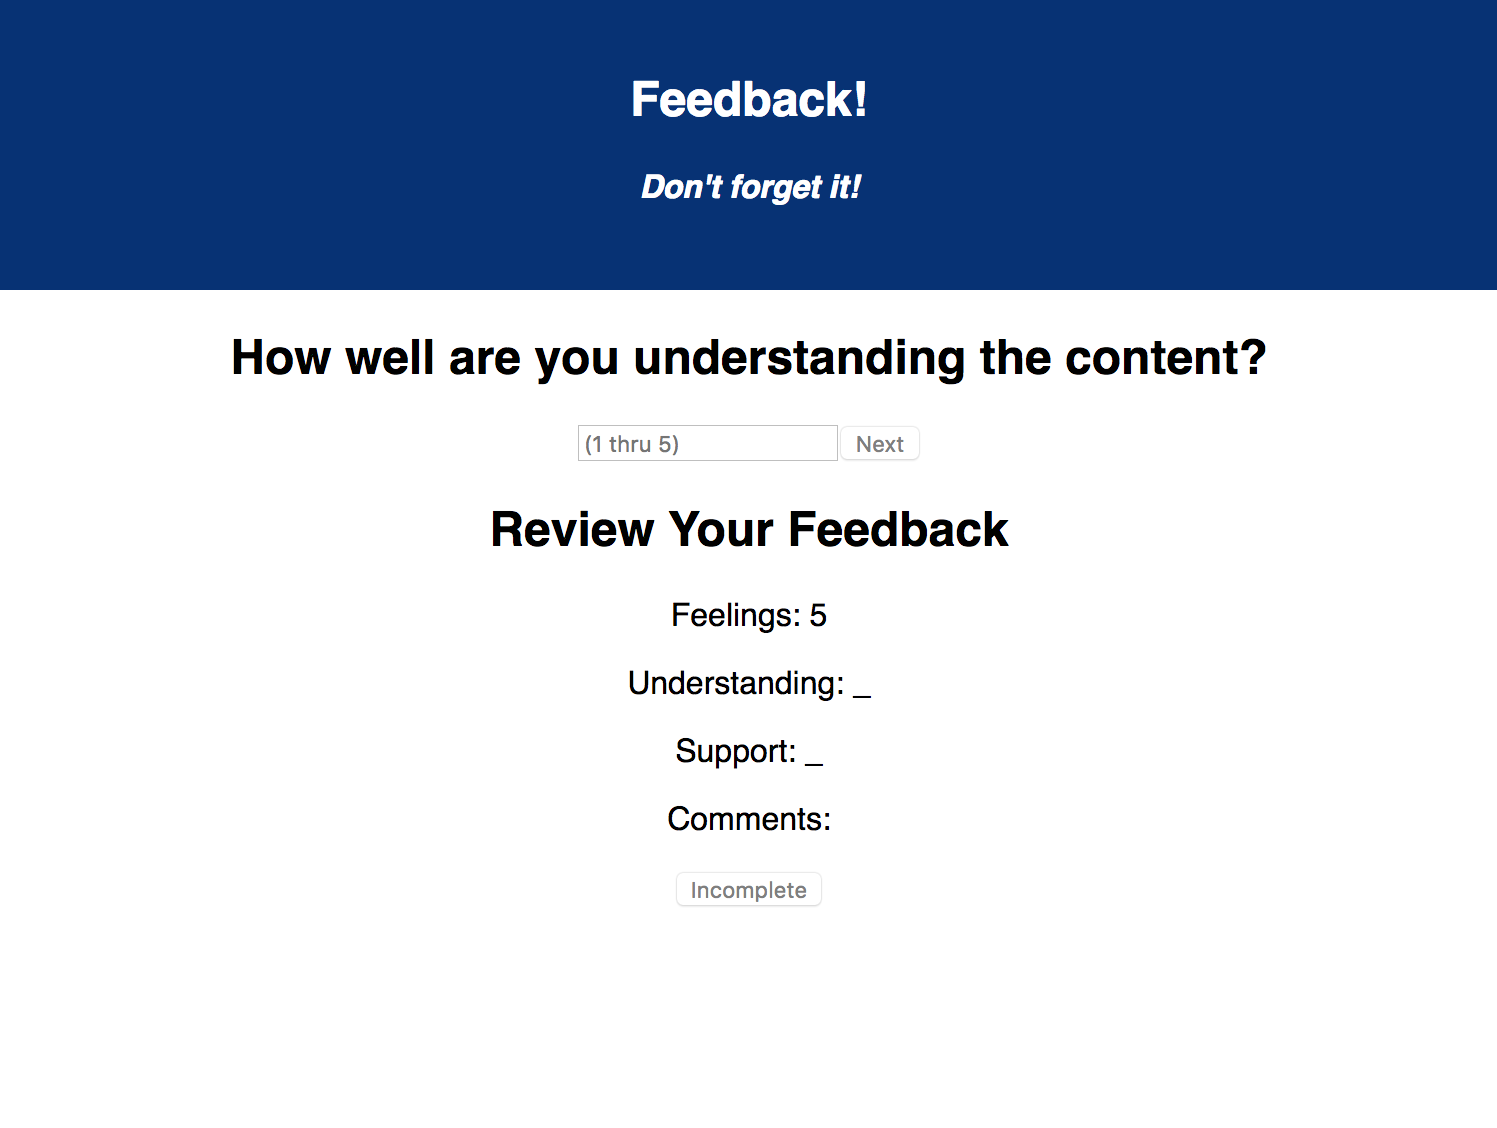 Feedback!
Don't forget it!
How well are you understanding the content?
(1 thru 5) Next
Review Your Feedback
Feelings: 5
Understanding: _
Support: _
Comments:
Incomplete